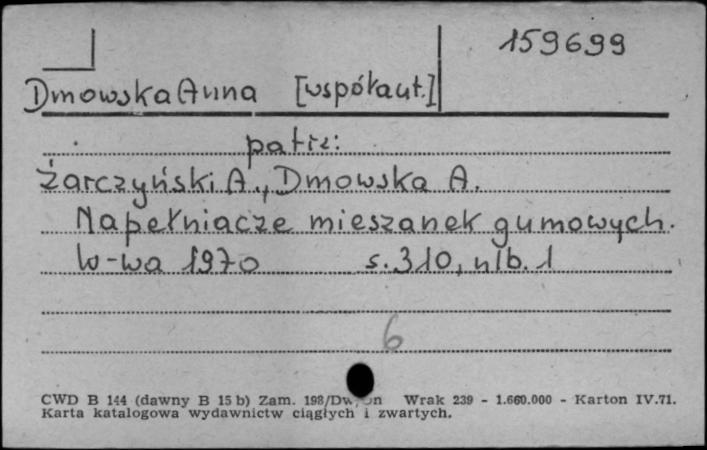 159699
Dmowska Anna [współaut.]
patrz:
Żarczyński A., Dmowska A.
Napełniacze mieszanek gumowych.
W-wa 1970 s. 310, nlb. 1
6
CWD B 144 (dawny B 15 b) Zam. 198/Dw, Wrak 239 - 1.660.000 - Karton IV.71.
Karta katalogowa wydawnictw ciągłych i zwartych.